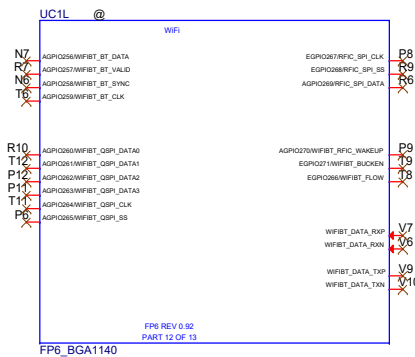 UC1L @
WiFi
N7 AGPIO256/WIFIBT_BT_DATA
R7 AGPIO257/WIFIBT_BT_VALID
N6 AGPIO258/WIFIBT_BT_SYNC
T6 AGPIO259/WIFIBT_BT_CLK
R10 AGPIO260/WIFIBT_QSPI_DATA0
T12 AGPIO261/WIFIBT_QSPI_DATA1
P12 AGPIO262/WIFIBT_QSPI_DATA2
P11 AGPIO263/WIFIBT_QSPI_DATA3
T11 AGPIO264/WIFIBT_QSPI_CLK
P6 AGPIO265/WIFIBT_QSPI_SS
EGPIO267/RFIC_SPI_CLK P8
EGPIO268/RFIC_SPI_SS R9
AGPIO269/RFIC_SPI_DATA R6
AGPIO270/WIFIBT_RFIC_WAKEUP P9
EGPIO271/WIFIBT_BUCKEN T9
EGPIO266/WIFIBT_FLOW T8
WIFIBT_DATA_RXP V7
WIFIBT_DATA_RXN V6
WIFIBT_DATA_TXP V9
WIFIBT_DATA_TXN V10
FP6 REV 0.92
PART 12 OF 13
FP6_BGA1140